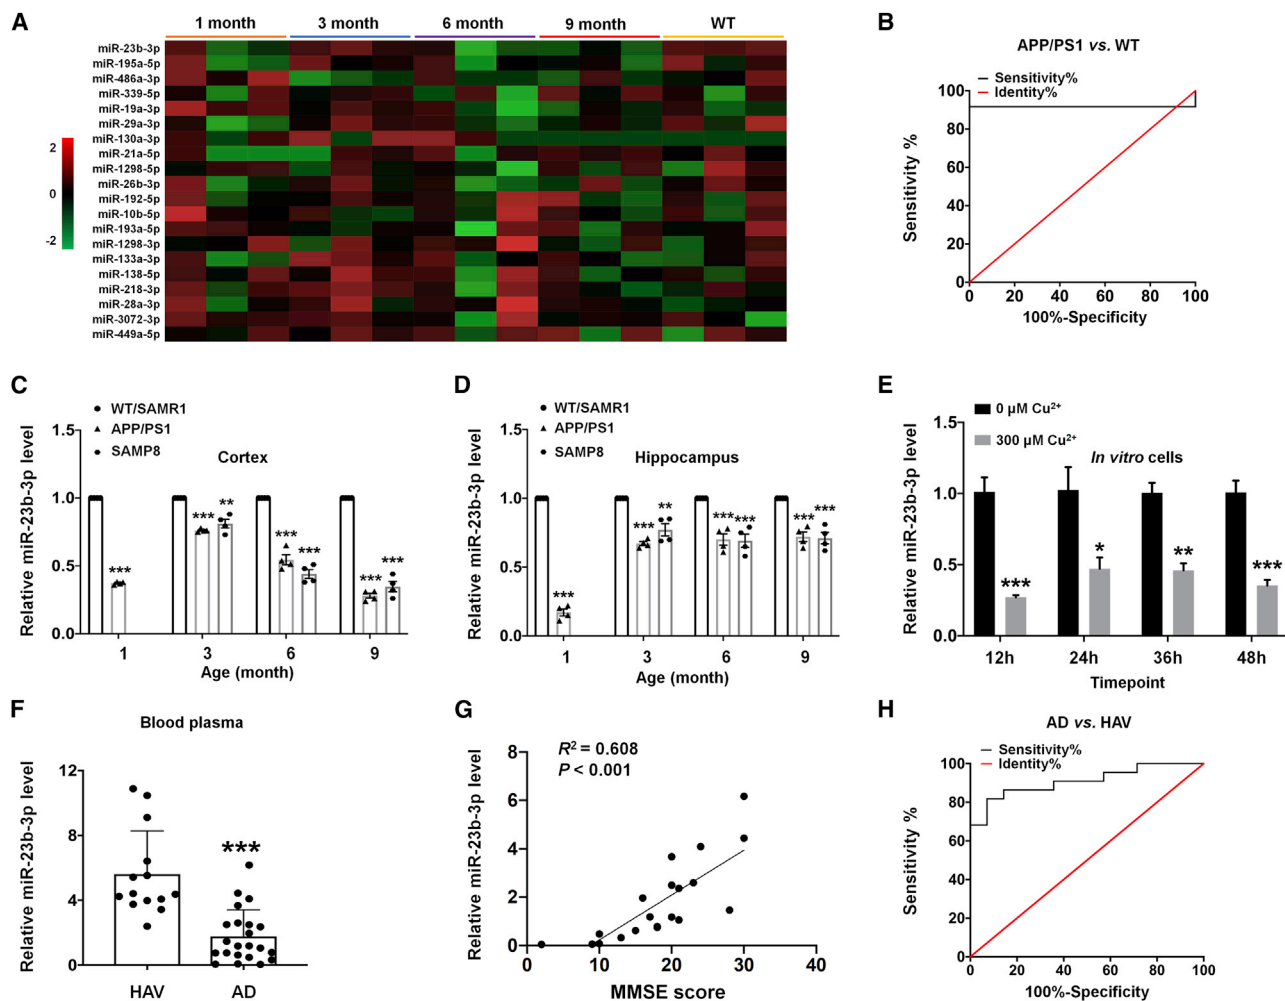 A
1 month 3 month 6 month 9 month WT
miR-23b-3p
miR-195a-5p
miR-486a-3p
miR-339-5p
miR-19a-3p
miR-29a-3p
miR-130a-3p
miR-21a-5p
miR-1298-5p
miR-26b-3p
miR-192-5p
miR-10b-5p
miR-193a-5p
miR-1298-3p
miR-133a-3p
miR-138-5p
miR-218-3p
miR-28a-3p
miR-3072-3p
miR-449a-5p
2
0
-2
B
APP/PS1 vs. WT
Sensitivity%
Identity%
Sensitivity %
100
80
60
40
20
0
0 20 40 60 80 100
100%-Specificity
C
WT/SAMR1
APP/PS1
SAMP8
Cortex
Relative miR-23b-3p level
1.5
1.0
0.5
0.0
***
*** **
*** ***
*** ***
1 3 6 9
Age (month)
D
WT/SAMR1
APP/PS1
SAMP8
Hippocampus
Relative miR-23b-3p level
1.5
1.0
0.5
0.0
***
*** **
*** ***
*** ***
1 3 6 9
Age (month)
E
0 µM Cu²⁺
300 µM Cu²⁺
In vitro cells
Relative miR-23b-3p level
1.5
1.0
0.5
0.0
*** * ** ***
12h 24h 36h 48h
Timepoint
F
Blood plasma
Relative miR-23b-3p level
12
8
4
0
***
HAV AD
G
R² = 0.608
P < 0.001
Relative miR-23b-3p level
8
6
4
2
0
0 10 20 30 40
MMSE score
H
AD vs. HAV
Sensitivity%
Identity%
Sensitivity %
100
80
60
40
20
0
0 20 40 60 80 100
100%-Specificity